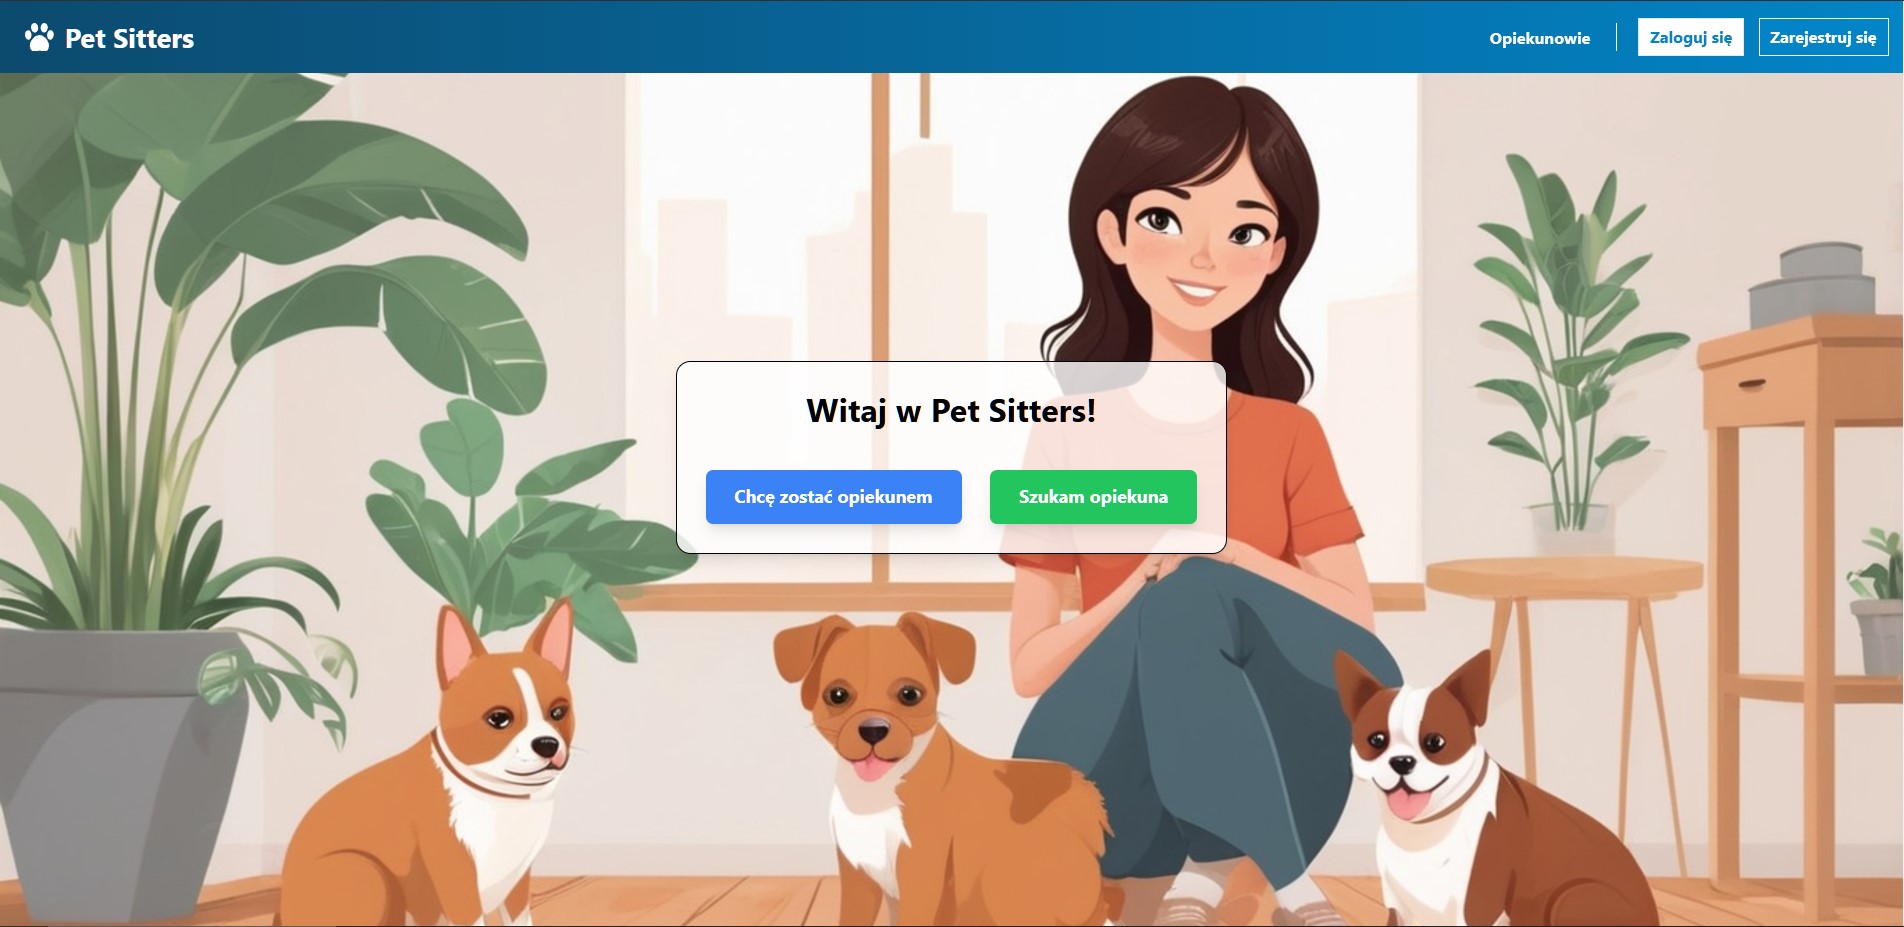 Pet Sitters
Opiekunowie
Zaloguj się
Zarejestruj się
Witaj w Pet Sitters!
Chcę zostać opiekunem
Szukam opiekuna